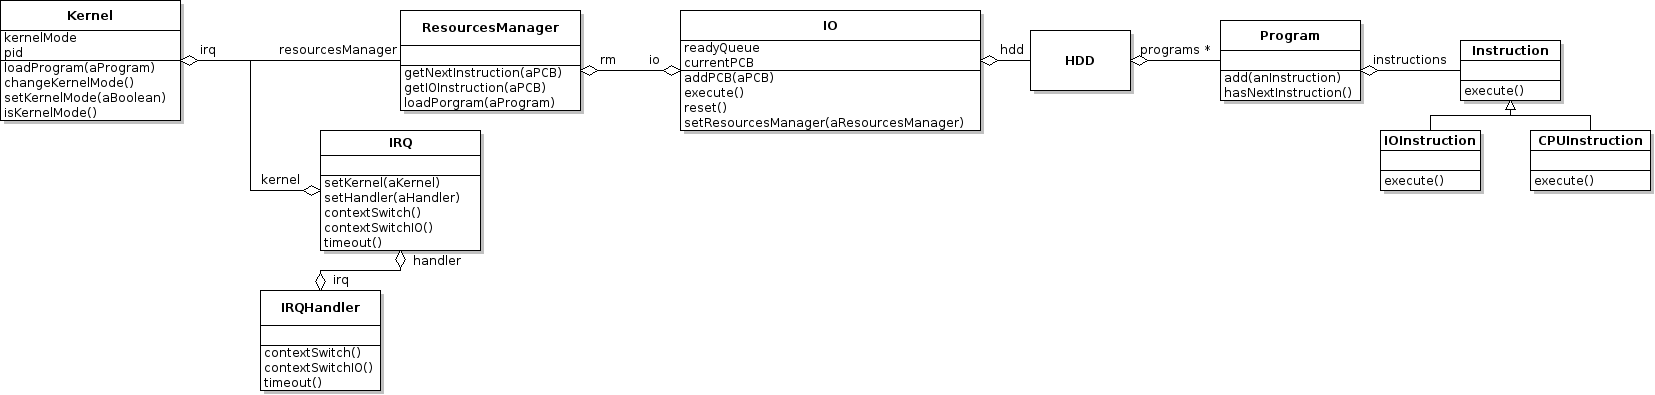 Kernel
kernelMode
pid
loadProgram(aProgram)
changeKernelMode()
setKernelMode(aBoolean)
isKernelMode()
irq
resourcesManager
ResourcesManager
getNextInstruction(aPCB)
getIOInstruction(aPCB)
loadPorgram(aProgram)
rm
io
IO
readyQueue
currentPCB
addPCB(aPCB)
execute()
reset()
setResourcesManager(aResourcesManager)
hdd
HDD
programs *
Program
add(anInstruction)
hasNextInstruction()
instructions
Instruction
execute()
IOInstruction
execute()
CPUInstruction
execute()
kernel
IRQ
setKernel(aKernel)
setHandler(aHandler)
contextSwitch()
contextSwitchIO()
timeout()
handler
irq
IRQHandler
contextSwitch()
contextSwitchIO()
timeout()